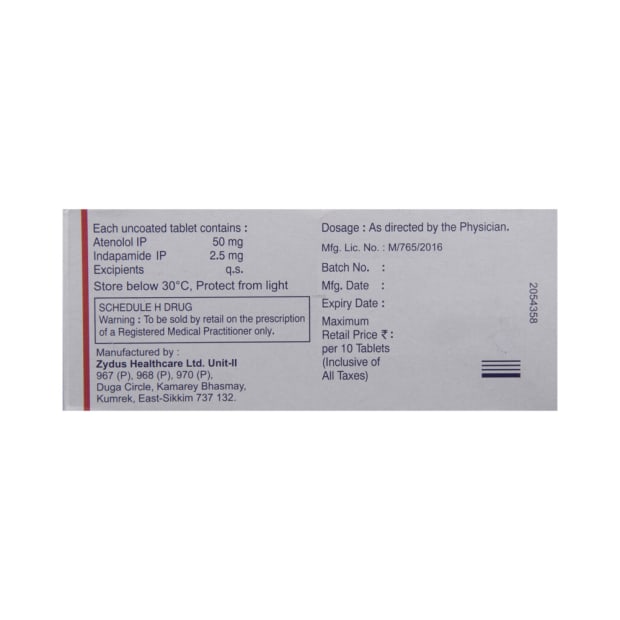 Each uncoated tablet contains :
Atenolol IP 50 mg
Indapamide IP 2.5 mg
Excipients q.s.
Store below 30°C, Protect from light
SCHEDULE H DRUG
Warning : To be sold by retail on the prescription
of a Registered Medical Practitioner only.
Manufactured by :
Zydus Healthcare Ltd. Unit-II
967 (P), 968 (P), 970 (P),
Duga Circle, Kamarey Bhasmay,
Kumrek, East-Sikkim 737 132.
Dosage : As directed by the Physician.
Mfg. Lic. No. : M/765/2016
Batch No. :
Mfg. Date :
Expiry Date :
Maximum
Retail Price ₹ :
per 10 Tablets
(Inclusive of
All Taxes)
2054358